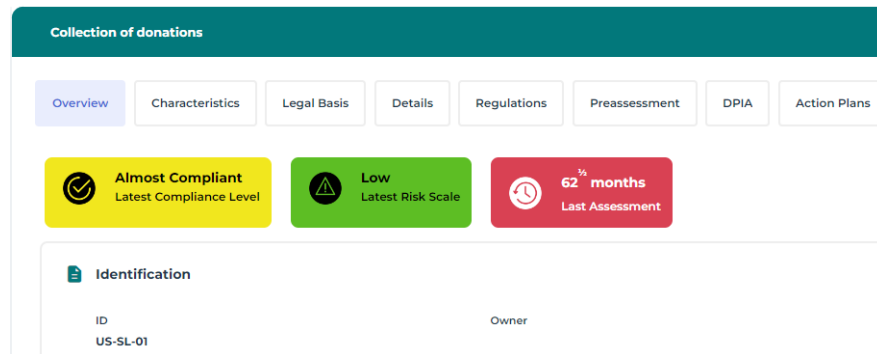 Collection of donations
Overview Characteristics Legal Basis Details Regulations Preassessment DPIA Action Plans
Almost Compliant
Latest Compliance Level
Low
Latest Risk Scale
62 ½ months
Last Assessment
Identification
ID
US-SL-01
Owner